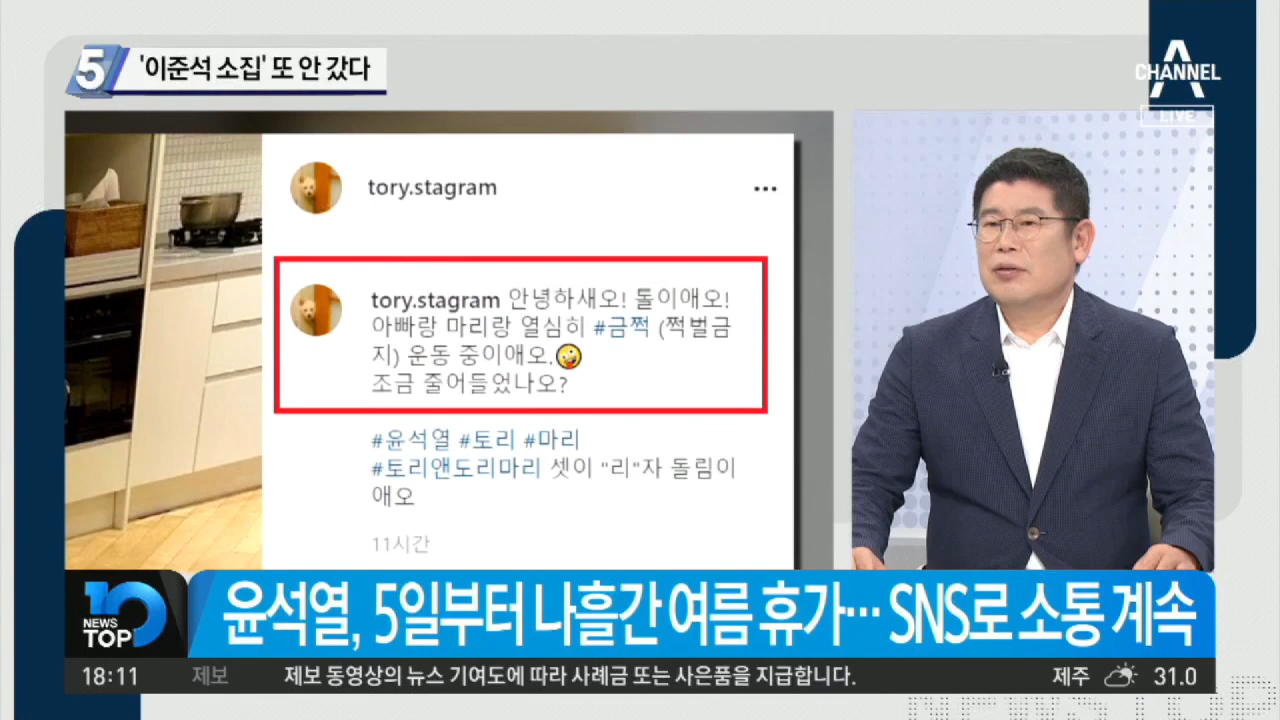 5 '이준석 소집' 또 안 갔다
CHANNEL A
LIVE
tory.stagram
tory.stagram 안녕하새오! 톨이애오!
아빠랑 마리랑 열심히 #금쩍 (쩍벌금
지) 운동 중이애오.🤪
조금 줄어들었나오?
#윤석열 #토리 #마리
#토리앤도리마리 셋이 "리"자 돌림이
애오
11시간
NEWS TOP10
윤석열, 5일부터 나흘간 여름 휴가… SNS로 소통 계속
18:11 제보 제보 동영상의 뉴스 기여도에 따라 사례금 또는 사은품을 지급합니다. 제주 31.0